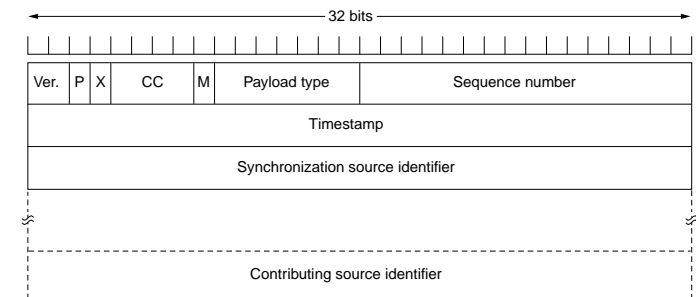 32 bits
Ver. P X CC M Payload type Sequence number
Timestamp
Synchronization source identifier
Contributing source identifier